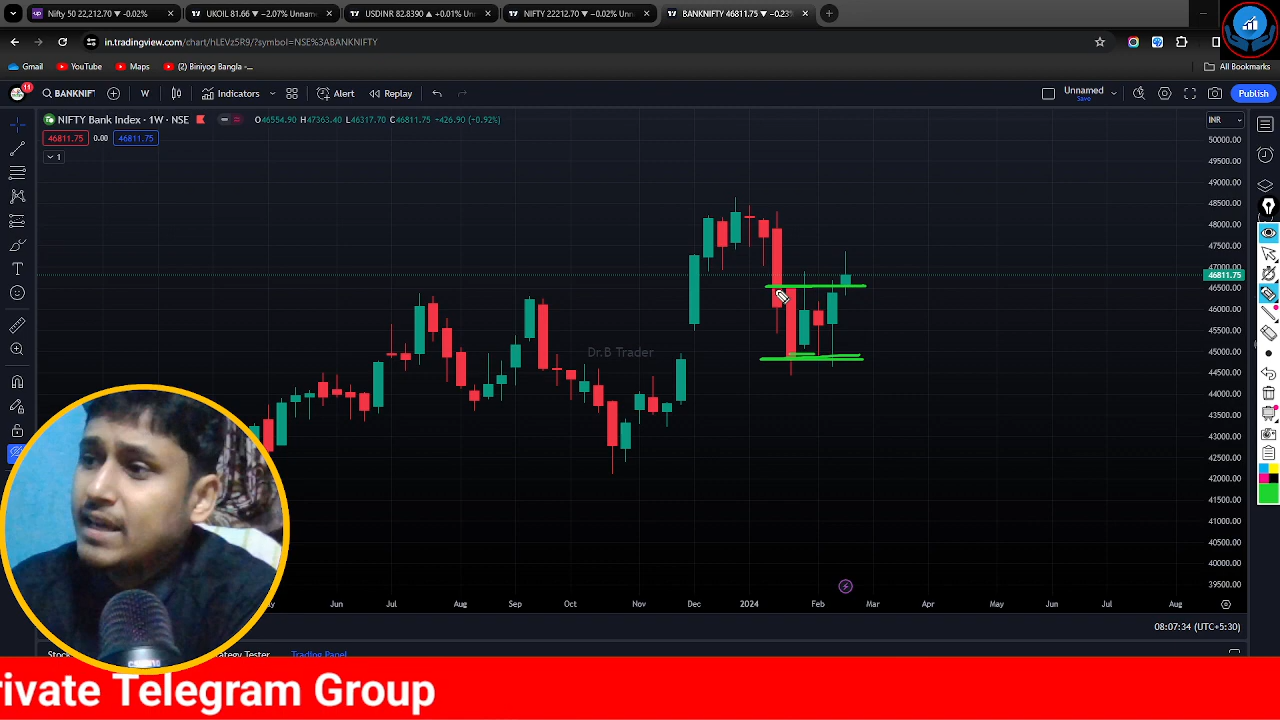 Nifty 50 22,212.70 ▼ -0.02%
UKOIL 81.66 ▼ -2.07% Unnam
USDINR 82.8390 ▲ +0.01% Unn
NIFTY 22212.70 ▼ -0.02% Unn
BANKNIFTY 46811.75 ▼ -0.23%
in.tradingview.com/chart/hLEVz5R9/?symbol=NSE%3ABANKNIFTY
Gmail
YouTube
Maps
(2) Biniyog Bangla -...
All Bookmarks
11
BANKNIF
W
Indicators
Alert
Replay
Unnamed
Save
Publish
NIFTY Bank Index · 1W · NSE
O46554.90 H47363.40 L46317.70 C46811.75 -426.90 (-0.92%)
INR
46811.75
0.00
46811.75
1
50000.00
49500.00
49000.00
48500.00
48000.00
47500.00
47000.00
46811.75
46500.00
46000.00
45500.00
45000.00
44500.00
44000.00
43500.00
43000.00
42500.00
42000.00
41500.00
41000.00
40500.00
40000.00
39500.00
Dr.B Trader
Jun
Jul
Aug
Sep
Oct
Nov
Dec
2024
Feb
Mar
Apr
May
Jun
Jul
Aug
08:07:34 (UTC+5:30)
Trading Panel
rivate Telegram Group